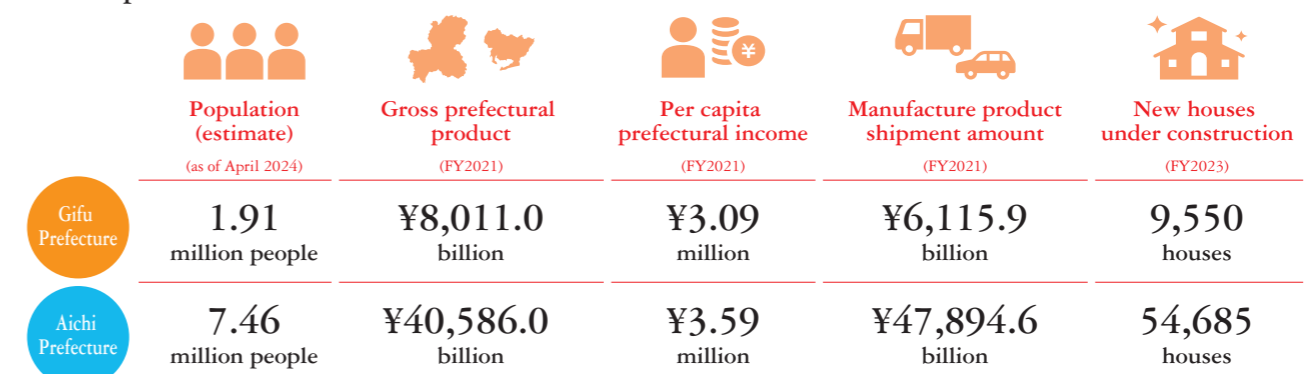 Population
(estimate)
(as of April 2024)
Gross prefectural
product
(FY2021)
Per capita
prefectural income
(FY2021)
Manufacture product
shipment amount
(FY2021)
New houses
under construction
(FY2023)
Gifu
Prefecture
1.91
million people
¥8,011.0
billion
¥3.09
million
¥6,115.9
billion
9,550
houses
Aichi
Prefecture
7.46
million people
¥40,586.0
billion
¥3.59
million
¥47,894.6
billion
54,685
houses